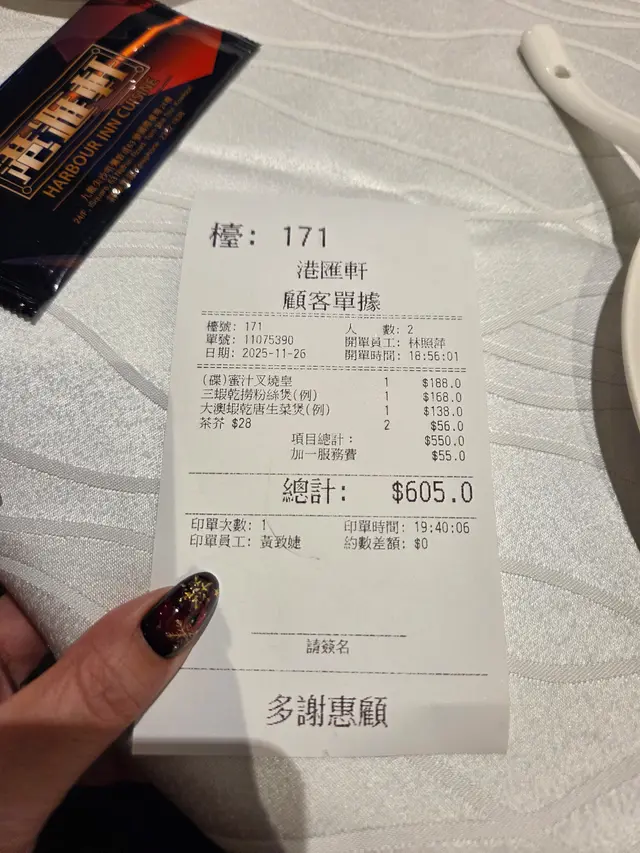 港匯軒
HARBOUR INN CUISINE
檯: 171
港匯軒
顧客單據
檯號: 171 人 數: 2
單號: 11075390 開單員工: 林照萍
日期: 2025-11-26 開單時間: 18:56:01
(碟)蜜汁叉燒皇 1 $188.0
三蝦乾撈粉絲煲(例) 1 $168.0
大澳蝦乾唐生菜煲(例) 1 $138.0
茶芥 $28 2 $56.0
項目總計: $550.0
加一服務費 $55.0
總計: $605.0
印單次數: 1 印單時間: 19:40:06
印單員工: 黃致婕 約數差額: $0
請簽名
多謝惠顧